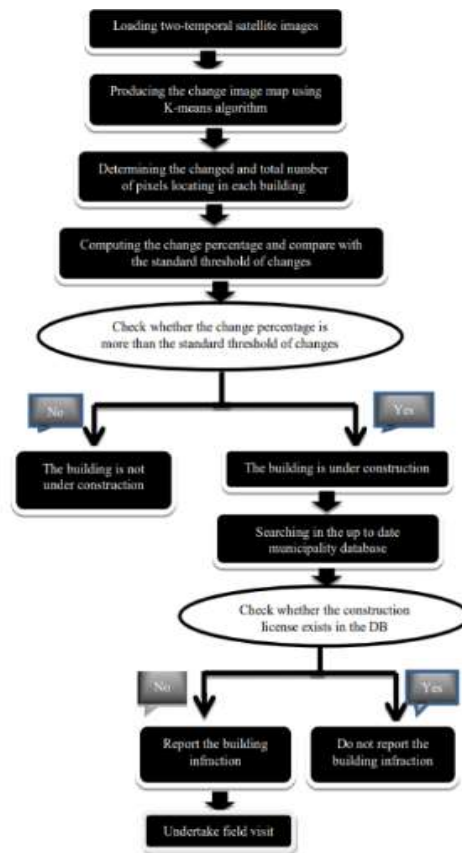 Loading two-temporal satellite images
Producing the change image map using
K-means algorithm
Determining the changed and total number
of pixels locating in each building
Computing the change percentage and compare with
the standard threshold of changes
Check whether the change percentage is
more than the standard threshold of changes
No
Yes
The building is not
under construction
The building is under construction
Searching in the up to date
municipality database
Check whether the construction
license exists in the DB
No
Yes
Report the building
infraction
Do not report the
building infraction
Undertake field visit